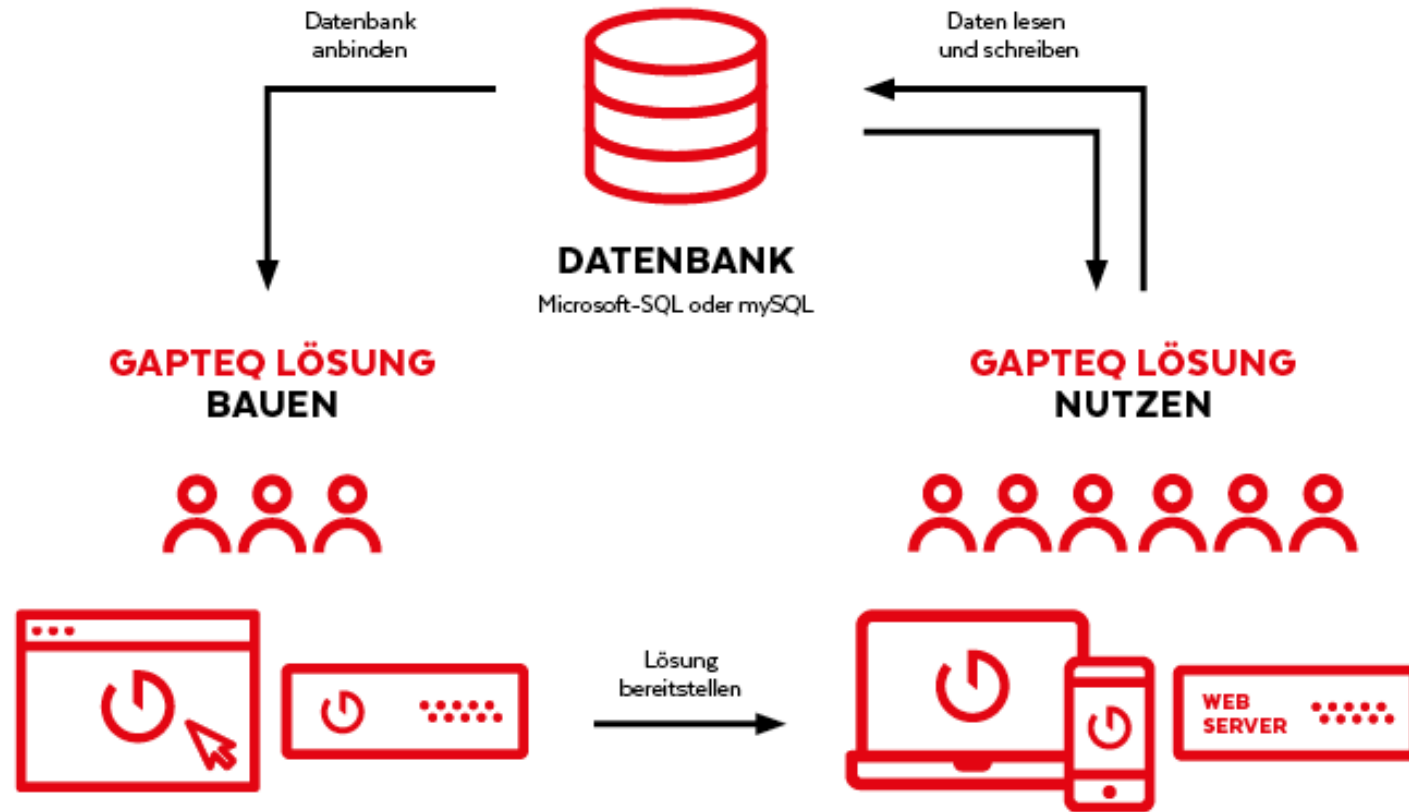 Datenbank
anbinden
Daten lesen
und schreiben
DATENBANK
Microsoft-SQL oder mySQL
GAPTEQ LÖSUNG
BAUEN
GAPTEQ LÖSUNG
NUTZEN
Lösung
bereitstellen
WEB
SERVER